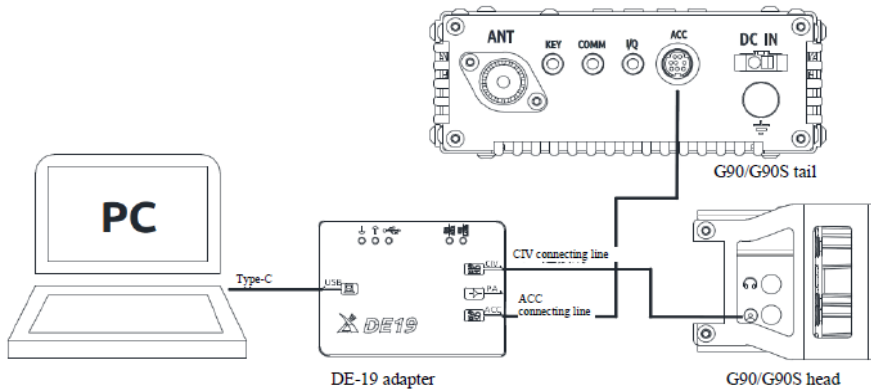 ANT
KEY
COMM
I/Q
ACC
DC IN
G90/G90S tail
PC
Type-C
USB
CIV
CIV connecting line
PA
ACC
ACC
connecting line
DE19
DE-19 adapter
G90/G90S head